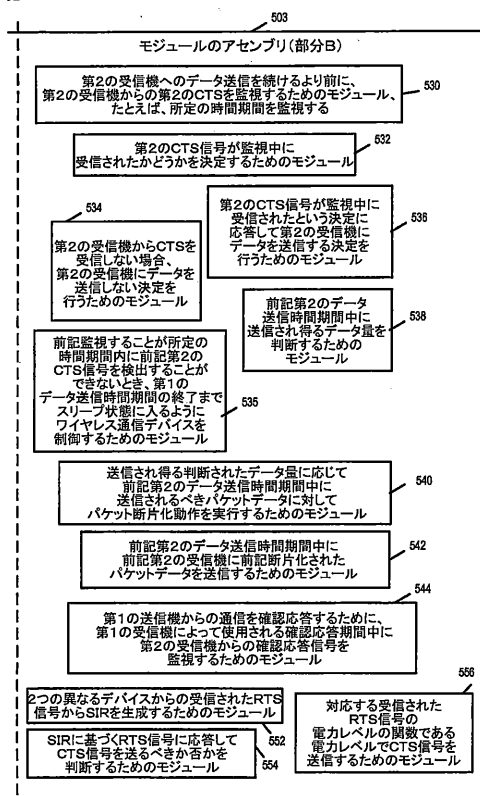 503
モジュールのアセンブリ(部分B)
第2の受信機へのデータ送信を続けるより前に、
第2の受信機からの第2のCTSを監視するためのモジュール、
たとえば、所定の時間期間を監視する
530
第2のCTS信号が監視中に
受信されたかどうかを決定するためのモジュール
532
534
第2の受信機からCTSを
受信しない場合、
第2の受信機にデータを
送信しない決定を
行うためのモジュール
第2のCTS信号が監視中に
受信されたという決定に
応答して第2の受信機に
データを送信する決定を
行うためのモジュール
536
前記第2のデータ
送信時間期間中に
送信され得るデータ量を
判断するための
モジュール
538
前記監視することが所定の
時間期間内に前記第2の
CTS信号を検出することが
できないとき、第1の
データ送信時間期間の終了まで
スリープ状態に入るように
ワイヤレス通信デバイスを
制御するためのモジュール
535
送信され得る判断されたデータ量に応じて
前記第2のデータ送信時間期間中に
送信されるべきパケットデータに対して
パケット断片化動作を実行するためのモジュール
540
前記第2のデータ送信時間期間中に
前記第2の受信機に前記断片化された
パケットデータを送信するためのモジュール
542
544
第1の送信機からの通信を確認応答するために、
第1の受信機によって使用される確認応答期間中に
第2の受信機からの確認応答信号を
監視するためのモジュール
2つの異なるデバイスからの受信されたRTS
信号からSIRを生成するためのモジュール
552
SIRに基づくRTS信号に応答して
CTS信号を送るべきか否かを
判断するためのモジュール
554
556
対応する受信された
RTS信号の
電力レベルの関数である
電力レベルでCTS信号を
送信するためのモジュール